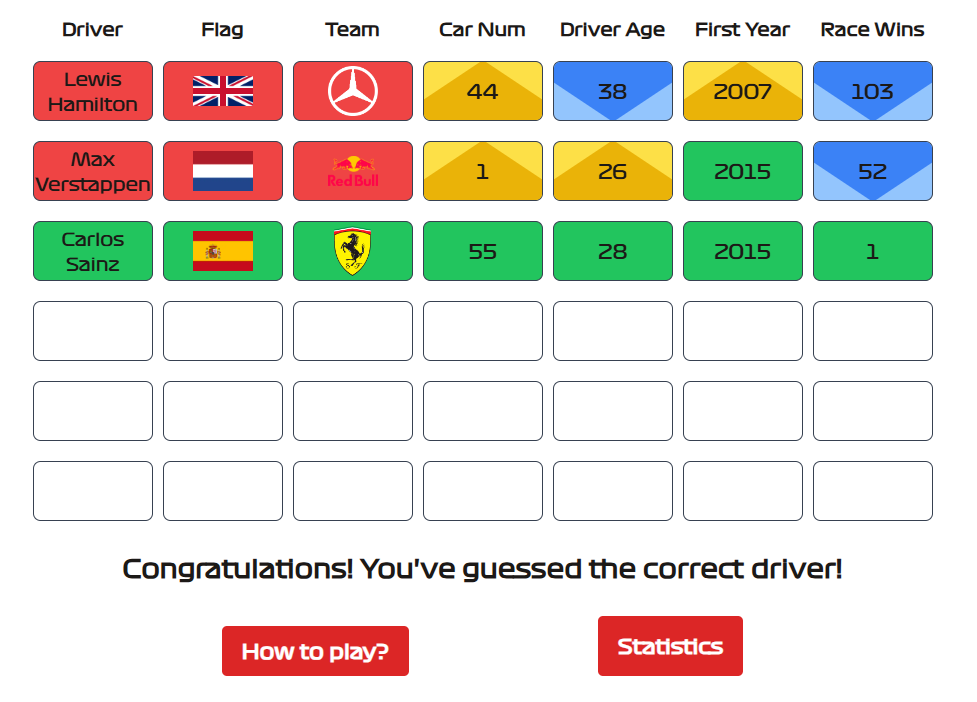 Driver Flag Team Car Num Driver Age First Year Race Wins
Lewis
Hamilton 44 38 2007 103
Max
Verstappen Red Bull 1 26 2015 52
Carlos
Sainz S F 55 28 2015 1
Congratulations! You've guessed the correct driver!
How to play? Statistics